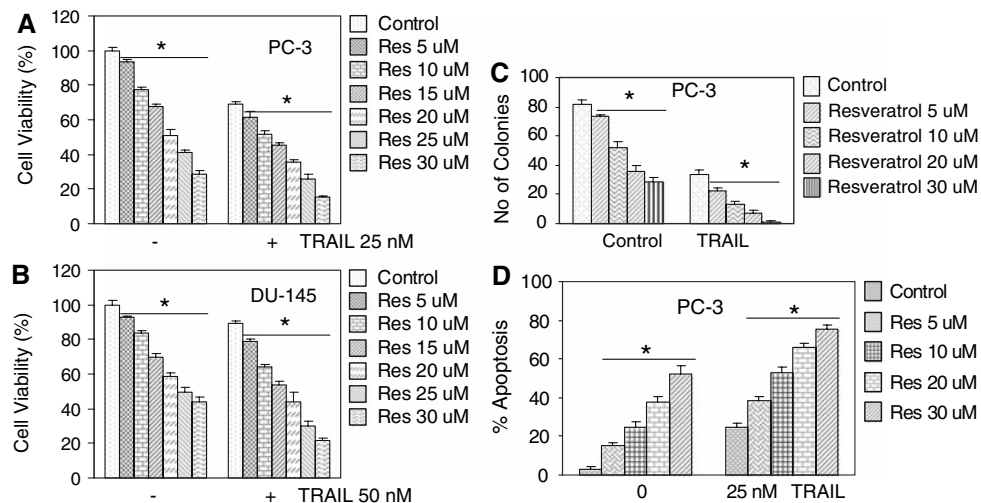 A
Cell Viability (%)
120
100
80
60
40
20
0
*
PC-3
*
- + TRAIL 25 nM
Control
Res 5 uM
Res 10 uM
Res 15 uM
Res 20 uM
Res 25 uM
Res 30 uM
B
Cell Viability (%)
120
100
80
60
40
20
0
*
DU-145
*
- + TRAIL 50 nM
Control
Res 5 uM
Res 10 uM
Res 15 uM
Res 20 uM
Res 25 uM
Res 30 uM
C
No of Colonies
100
80
60
40
20
0
*
PC-3
*
Control TRAIL
Control
Resveratrol 5 uM
Resveratrol 10 uM
Resveratrol 20 uM
Resveratrol 30 uM
D
% Apoptosis
100
80
60
40
20
0
PC-3
*
*
0 25 nM TRAIL
Control
Res 5 uM
Res 10 uM
Res 20 uM
Res 30 uM